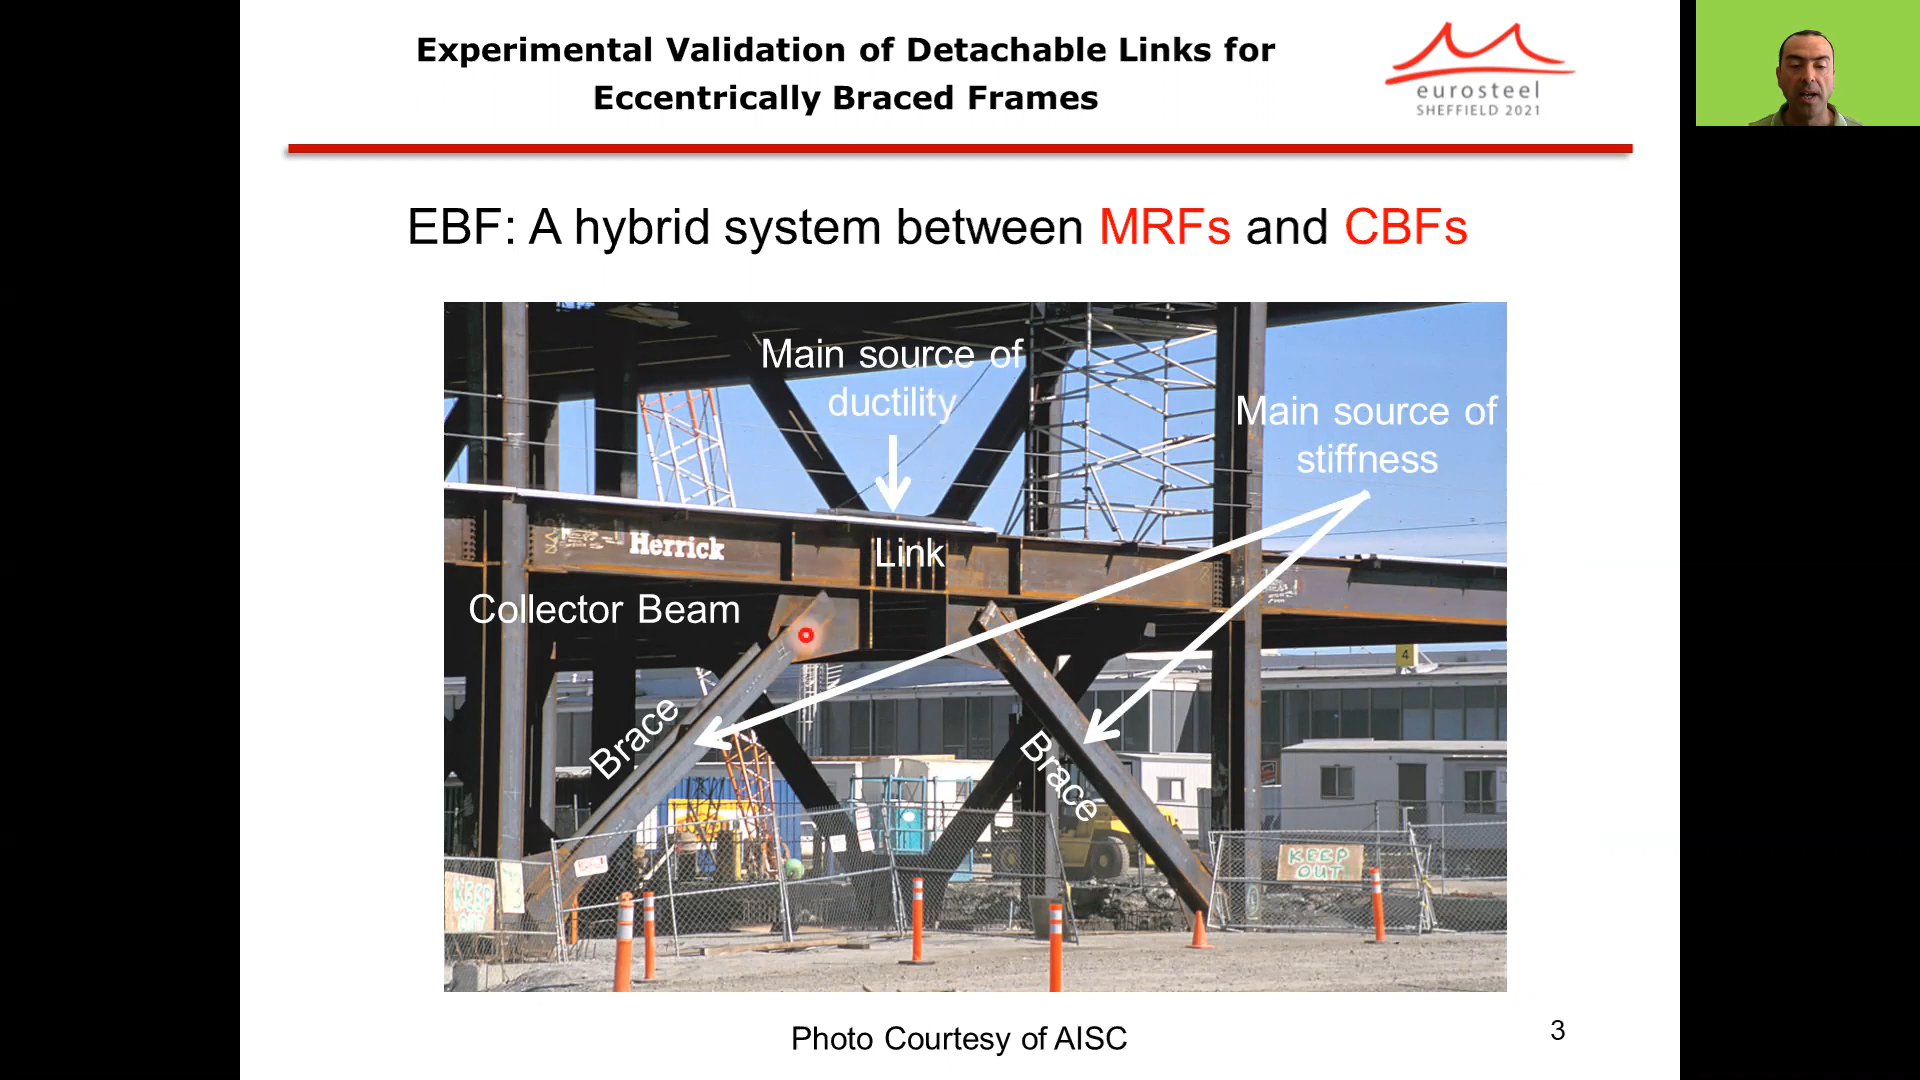 Experimental Validation of Detachable Links for
Eccentrically Braced Frames
eurosteel
SHEFFIELD 2021
EBF: A hybrid system between MRFs and CBFs
Main source of
ductility
Main source of
stiffness
Herrick
Link
Collector Beam
4
Brace
Brace
KEEP
OUT
KEEP
OUT
Photo Courtesy of AISC
3